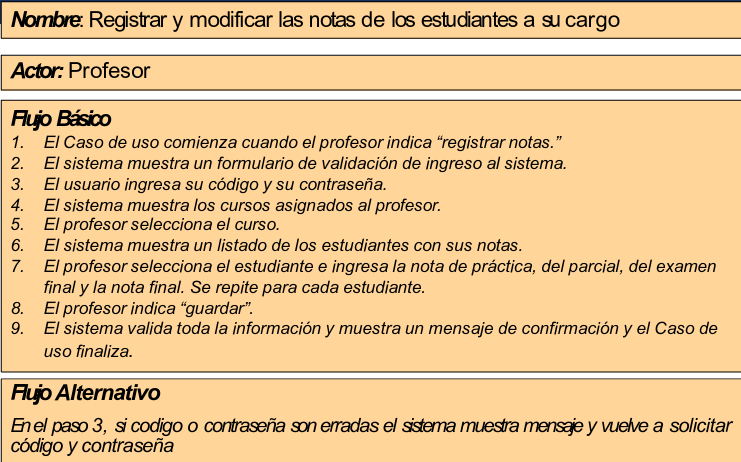 Nombre: Registrar y modificar las notas de los estudiantes a su cargo
Actor: Profesor
Flujo Básico
1. El Caso de uso comienza cuando el profesor indica “registrar notas.”
2. El sistema muestra un formulario de validación de ingreso al sistema.
3. El usuario ingresa su código y su contraseña.
4. El sistema muestra los cursos asignados al profesor.
5. El profesor selecciona el curso.
6. El sistema muestra un listado de los estudiantes con sus notas.
7. El profesor selecciona el estudiante e ingresa la nota de práctica, del parcial, del examen
final y la nota final. Se repite para cada estudiante.
8. El profesor indica “guardar”.
9. El sistema valida toda la información y muestra un mensaje de confirmación y el Caso de
uso finaliza.
Flujo Alternativo
En el paso 3, si codigo o contraseña son erradas el sistema muestra mensaje y vuelve a solicitar
código y contraseña